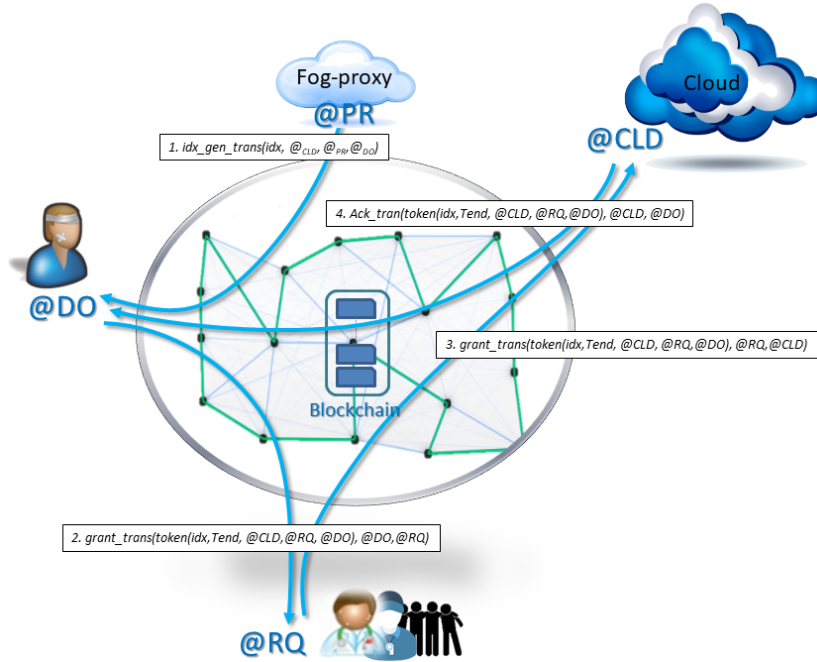 Fog-proxy
@PR
Cloud
@CLD
1. idx_gen_trans(idx, @CLD, @PR,@DO)
4. Ack_tran(token(idx,Tend, @CLD, @RQ,@DO), @CLD, @DO)
@DO
3. grant_trans(token(idx,Tend, @CLD, @RQ,@DO), @RQ,@CLD)
Blockchain
2. grant_trans(token(idx,Tend, @CLD,@RQ, @DO), @DO,@RQ)
@RQ